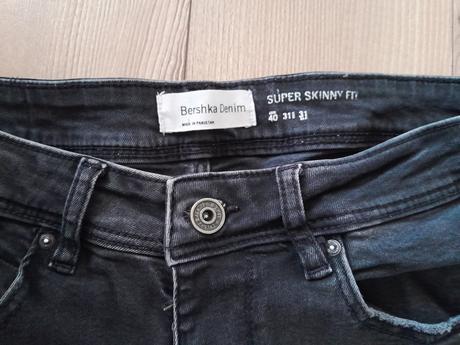 Bershka Denim
MADE IN PAKISTAN
SUPER SKINNY FIT
40 31 31